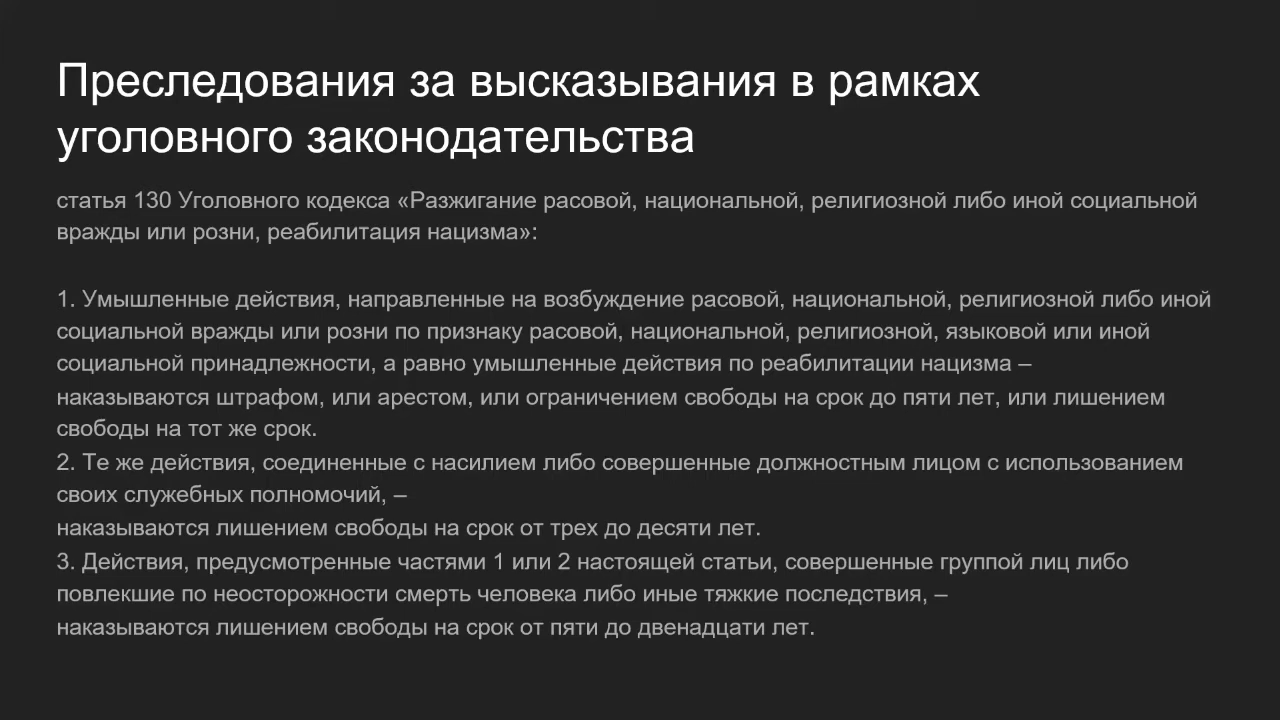 Преследования за высказывания в рамках
уголовного законодательства
статья 130 Уголовного кодекса «Разжигание расовой, национальной, религиозной либо иной социальной
вражды или розни, реабилитация нацизма»:
1. Умышленные действия, направленные на возбуждение расовой, национальной, религиозной либо иной
социальной вражды или розни по признаку расовой, национальной, религиозной, языковой или иной
социальной принадлежности, а равно умышленные действия по реабилитации нацизма –
наказываются штрафом, или арестом, или ограничением свободы на срок до пяти лет, или лишением
свободы на тот же срок.
2. Те же действия, соединенные с насилием либо совершенные должностным лицом с использованием
своих служебных полномочий, –
наказываются лишением свободы на срок от трех до десяти лет.
3. Действия, предусмотренные частями 1 или 2 настоящей статьи, совершенные группой лиц либо
повлекшие по неосторожности смерть человека либо иные тяжкие последствия, –
наказываются лишением свободы на срок от пяти до двенадцати лет.